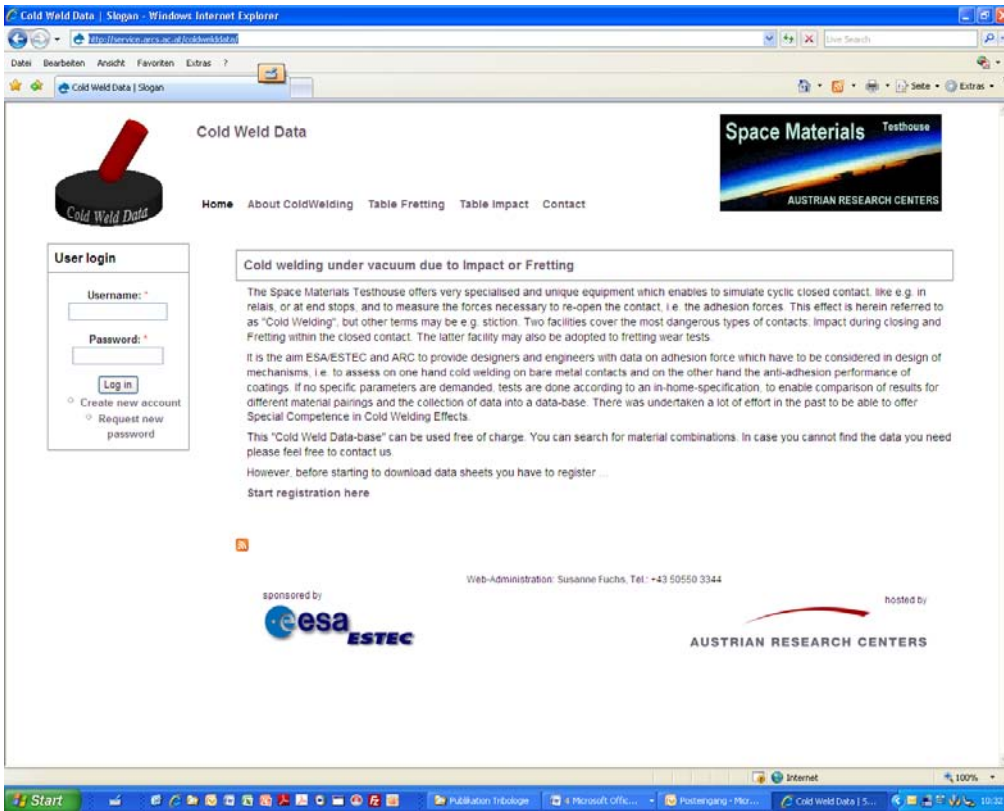 Cold Weld Data | Slogan - Windows Internet Explorer
http://service.arcs.ac.at/coldwelddata/
Live Search
Datei Bearbeiten Ansicht Favoriten Extras ?
Cold Weld Data | Slogan
Seite
Extras
Cold Weld Data
Cold Weld Data
Space Materials Testhouse
AUSTRIAN RESEARCH CENTERS
Home About ColdWelding Table Fretting Table Impact Contact
User login
Username: *
Password: *
Log in
Create new account
Request new
password
Cold welding under vacuum due to Impact or Fretting
The Space Materials Testhouse offers very specialised and unique equipment which enables to simulate cyclic closed contact, like e.g. in
relais, or at end stops, and to measure the forces necessary to re-open the contact, i.e. the adhesion forces. This effect is herein referred to
as "Cold Welding", but other terms may be e.g. stiction. Two facilities cover the most dangerous types of contacts: Impact during closing and
Fretting within the closed contact. The latter facility may also be adopted to fretting wear tests.
It is the aim ESA/ESTEC and ARC to provide designers and engineers with data on adhesion force which have to be considered in design of
mechanisms, i.e. to assess on one hand cold welding on bare metal contacts and on the other hand the anti-adhesion performance of
coatings. If no specific parameters are demanded, tests are done according to an in-home-specification, to enable comparison of results for
different material pairings and the collection of data into a data-base. There was undertaken a lot of effort in the past to be able to offer
Special Competence in Cold Welding Effects.
This "Cold Weld Data-base" can be used free of charge. You can search for material combinations. In case you cannot find the data you need
please feel free to contact us.
However, before starting to download data sheets you have to register ...
Start registration here
Web-Administration: Susanne Fuchs, Tel.: +43 50550 3344
sponsored by
esa
ESTEC
hosted by
AUSTRIAN RESEARCH CENTERS
Internet
100%
Start
Publikation Tribologe
4 Microsoft Offic...
Posteingang - Micr...
Cold Weld Data | S...